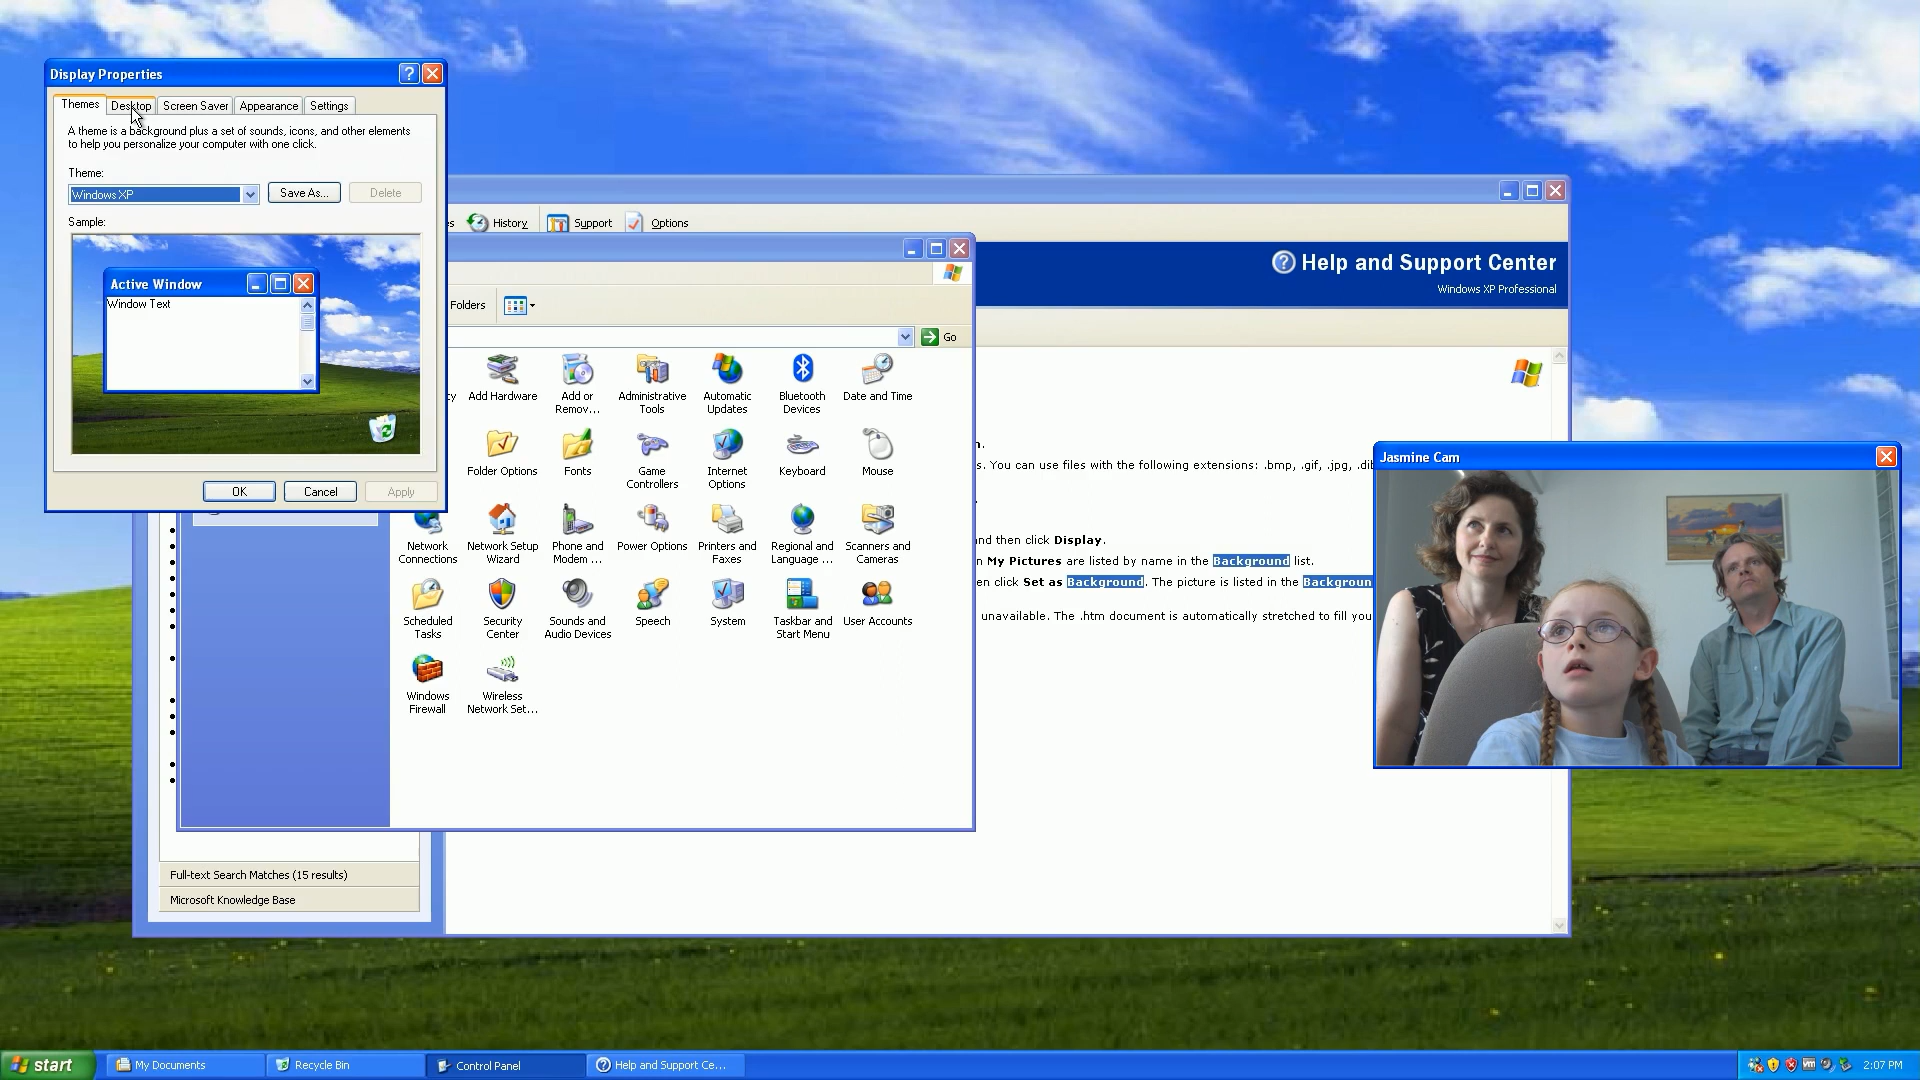 Display Properties
Themes
Desktop
Screen Saver
Appearance
Settings
A theme is a background plus a set of sounds, icons, and other elements
to help you personalize your computer with one click.
Theme:
Windows XP
Save As...
Delete
Sample:
Active Window
Window Text
OK
Cancel
Apply
History
Support
Options
Help and Support Center
Windows XP Professional
Folders
Go
Add Hardware
Add or
Remov...
Administrative
Tools
Automatic
Updates
Bluetooth
Devices
Date and Time
Folder Options
Fonts
Game
Controllers
Internet
Options
Keyboard
Mouse
Network
Connections
Network Setup
Wizard
Phone and
Modem ...
Power Options
Printers and
Faxes
Regional and
Language ...
Scanners and
Cameras
Scheduled
Tasks
Security
Center
Sounds and
Audio Devices
Speech
System
Taskbar and
Start Menu
User Accounts
Windows
Firewall
Wireless
Network Set...
. You can use files with the following extensions: .bmp, .gif, .jpg, .dib
and then click Display.
My Pictures are listed by name in the Background list.
click Set as Background. The picture is listed in the Backgroun
unavailable. The .htm document is automatically stretched to fill you
Jasmine Cam
Full-text Search Matches (15 results)
Microsoft Knowledge Base
start
My Documents
Recycle Bin
Control Panel
Help and Support Ce...
2:07 PM